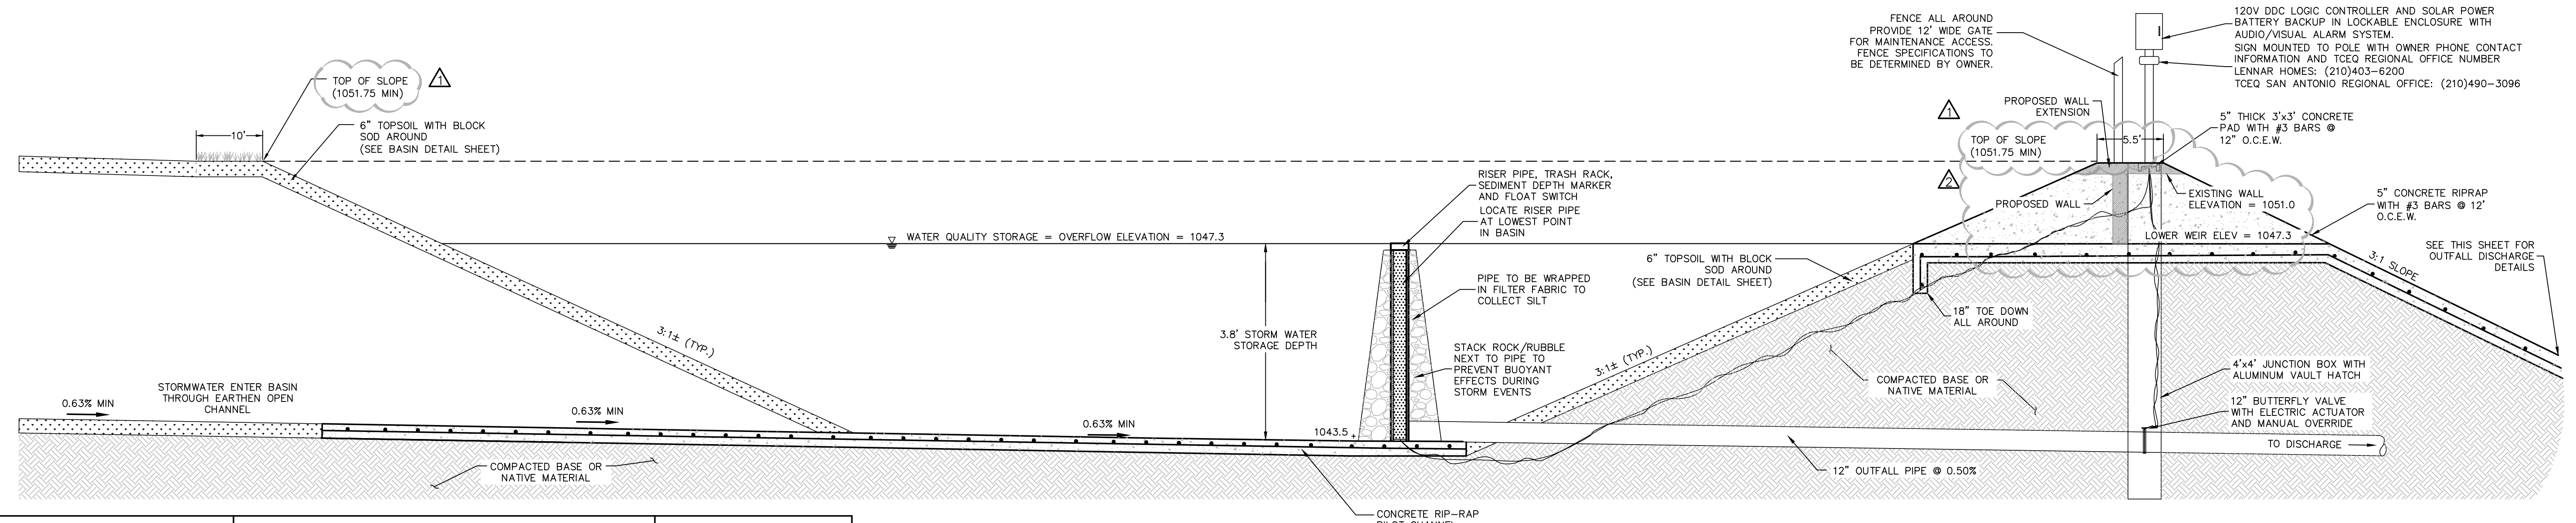 TOP OF SLOPE
(1051.75 MIN)
1
10'
6" TOPSOIL WITH BLOCK
SOD AROUND
(SEE BASIN DETAIL SHEET)
FENCE ALL AROUND
PROVIDE 12' WIDE GATE
FOR MAINTENANCE ACCESS.
FENCE SPECIFICATIONS TO
BE DETERMINED BY OWNER.
120V DDC LOGIC CONTROLLER AND SOLAR POWER
BATTERY BACKUP IN LOCKABLE ENCLOSURE WITH
AUDIO/VISUAL ALARM SYSTEM.
SIGN MOUNTED TO POLE WITH OWNER PHONE CONTACT
INFORMATION AND TCEQ REGIONAL OFFICE NUMBER
LENNAR HOMES: (210)403-6200
TCEQ SAN ANTONIO REGIONAL OFFICE: (210)490-3096
PROPOSED WALL
EXTENSION
1
5" THICK 3'x3' CONCRETE
PAD WITH #3 BARS @
12" O.C.E.W.
TOP OF SLOPE
(1051.75 MIN)
5.5'
2
PROPOSED WALL
EXISTING WALL
ELEVATION = 1051.0
5" CONCRETE RIPRAP
WITH #3 BARS @ 12'
O.C.E.W.
LOWER WEIR ELEV = 1047.3
SEE THIS SHEET FOR
OUTFALL DISCHARGE
DETAILS
3:1 SLOPE
RISER PIPE, TRASH RACK,
SEDIMENT DEPTH MARKER
AND FLOAT SWITCH
LOCATE RISER PIPE
AT LOWEST POINT
IN BASIN
WATER QUALITY STORAGE = OVERFLOW ELEVATION = 1047.3
6" TOPSOIL WITH BLOCK
SOD AROUND
(SEE BASIN DETAIL SHEET)
PIPE TO BE WRAPPED
IN FILTER FABRIC TO
COLLECT SILT
18" TOE DOWN
ALL AROUND
3.8' STORM WATER
STORAGE DEPTH
3:1± (TYP.)
STACK ROCK/RUBBLE
NEXT TO PIPE TO
PREVENT BUOYANT
EFFECTS DURING
STORM EVENTS
3:1± (TYP.)
COMPACTED BASE OR
NATIVE MATERIAL
4'x4' JUNCTION BOX WITH
ALUMINUM VAULT HATCH
12" BUTTERFLY VALVE
WITH ELECTRIC ACTUATOR
AND MANUAL OVERRIDE
STORMWATER ENTER BASIN
THROUGH EARTHEN OPEN
CHANNEL
0.63% MIN
0.63% MIN
0.63% MIN
1043.5
TO DISCHARGE
COMPACTED BASE OR
NATIVE MATERIAL
12" OUTFALL PIPE @ 0.50%
CONCRETE RIP-RAP
PILOT CHANNEL